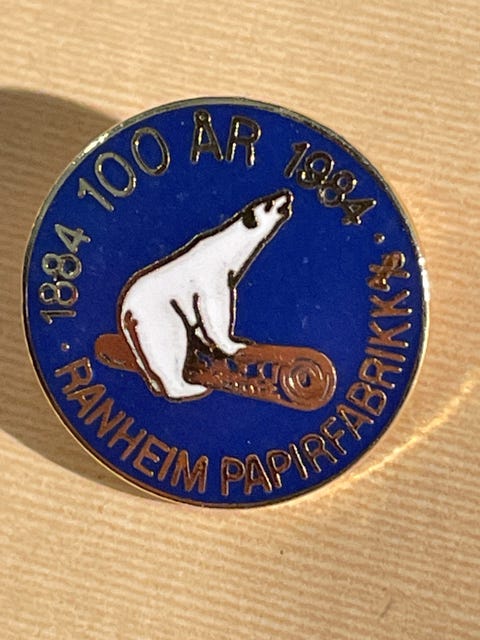 1884 100 ÅR 1984
RANHEIM PAPIRFABRIKK A/S